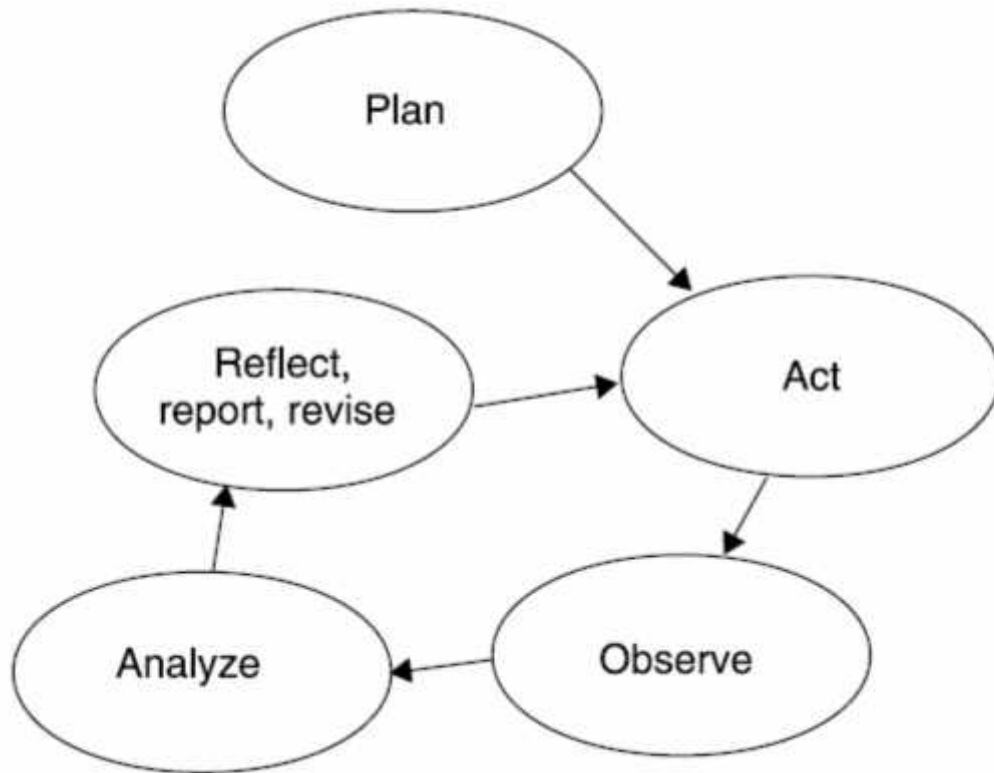 Plan
Act
Reflect,
report, revise
Observe
Analyze